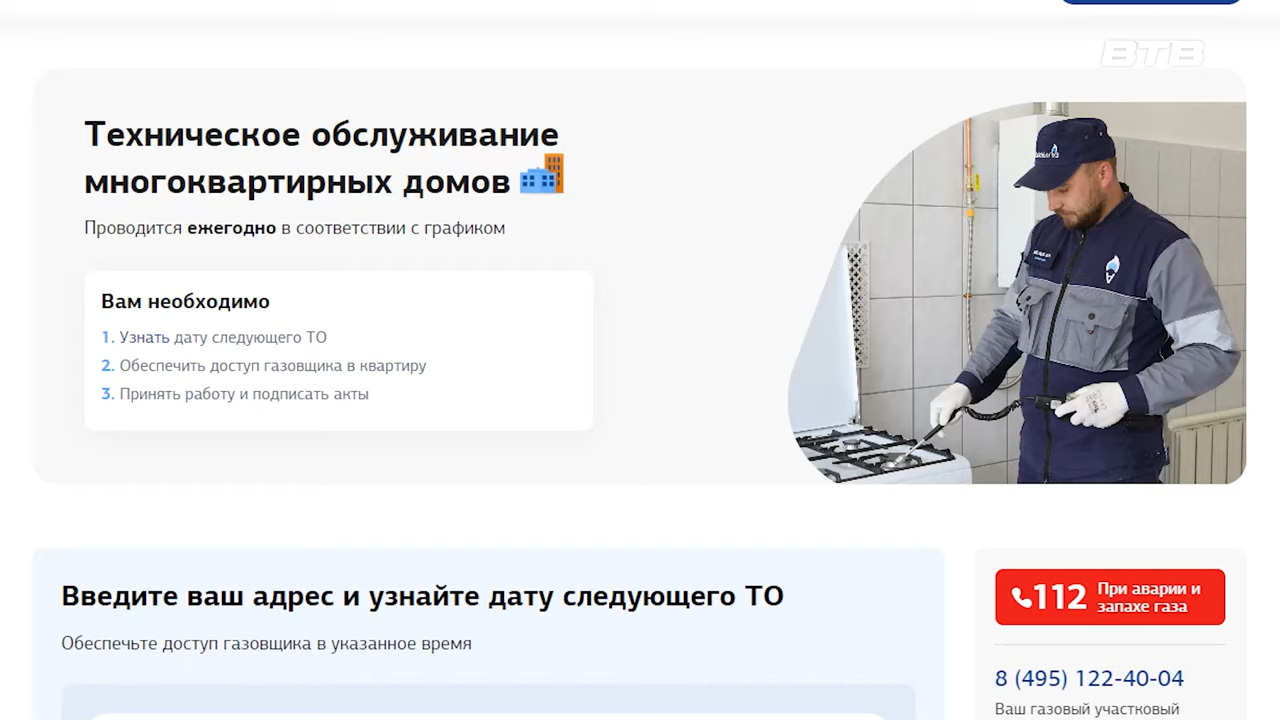 ВТВ
Техническое обслуживание
многоквартирных домов
Проводится ежегодно в соответствии с графиком
Вам необходимо
1. Узнать дату следующего ТО
2. Обеспечить доступ газовщика в квартиру
3. Принять работу и подписать акты
Введите ваш адрес и узнайте дату следующего ТО
Обеспечьте доступ газовщика в указанное время
112 При аварии и
запахе газа
8 (495) 122-40-04
Ваш газовый участковый